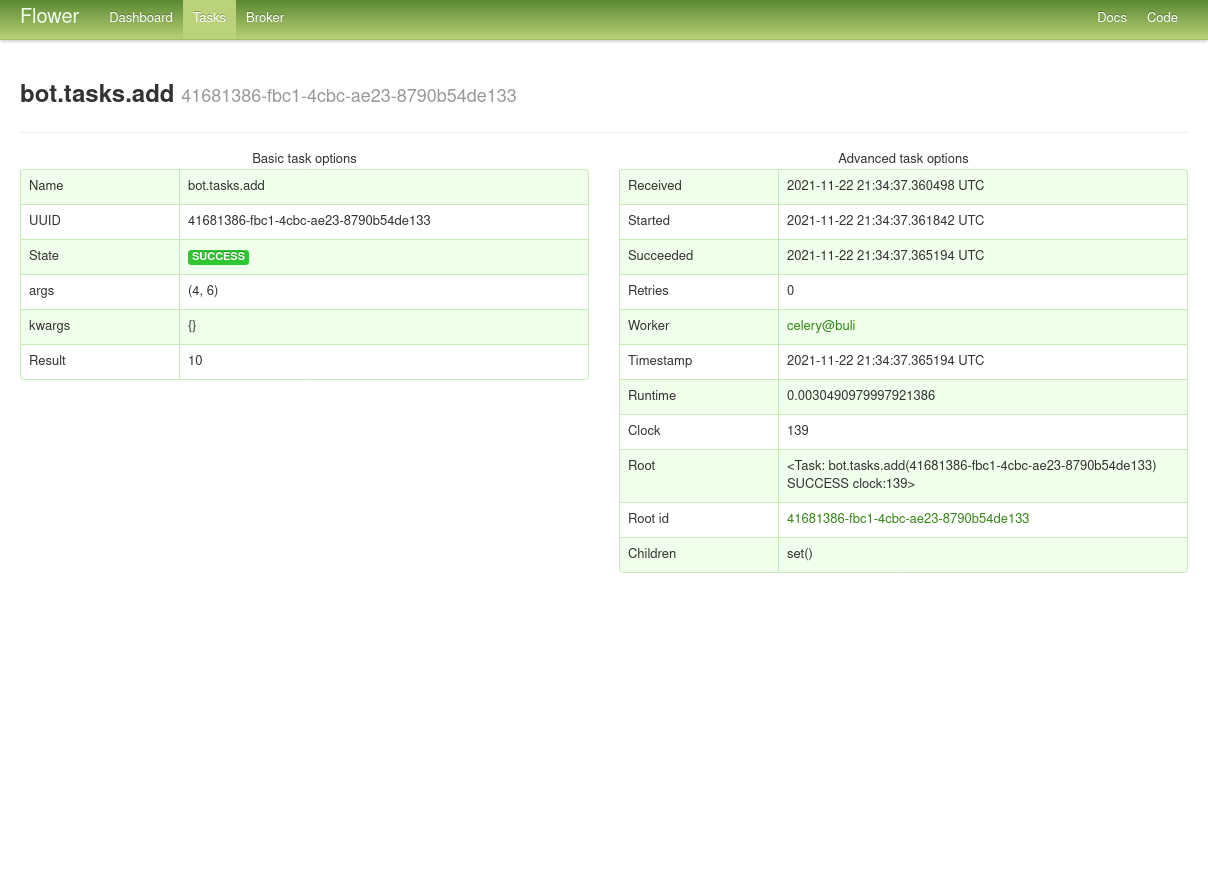 Flower Dashboard Tasks Broker Docs Code
bot.tasks.add 41681386-fbc1-4cbc-ae23-8790b54de133
Basic task options
Name bot.tasks.add
UUID 41681386-fbc1-4cbc-ae23-8790b54de133
State SUCCESS
args (4, 6)
kwargs {}
Result 10
Advanced task options
Received 2021-11-22 21:34:37.360498 UTC
Started 2021-11-22 21:34:37.361842 UTC
Succeeded 2021-11-22 21:34:37.365194 UTC
Retries 0
Worker celery@buli
Timestamp 2021-11-22 21:34:37.365194 UTC
Runtime 0.0030490979997921386
Clock 139
Root <Task: bot.tasks.add(41681386-fbc1-4cbc-ae23-8790b54de133)
SUCCESS clock:139>
Root id 41681386-fbc1-4cbc-ae23-8790b54de133
Children set()